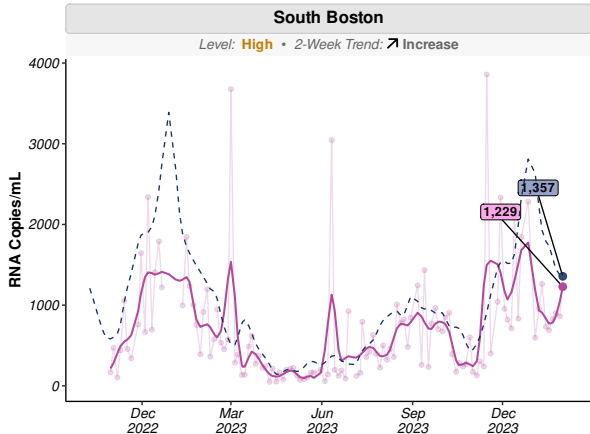 South Boston
Level: High • 2-Week Trend: ↗ Increase
RNA Copies/mL
4000
3000
2000
1000
0
1,357
1,229
Dec 2022
Mar 2023
Jun 2023
Sep 2023
Dec 2023